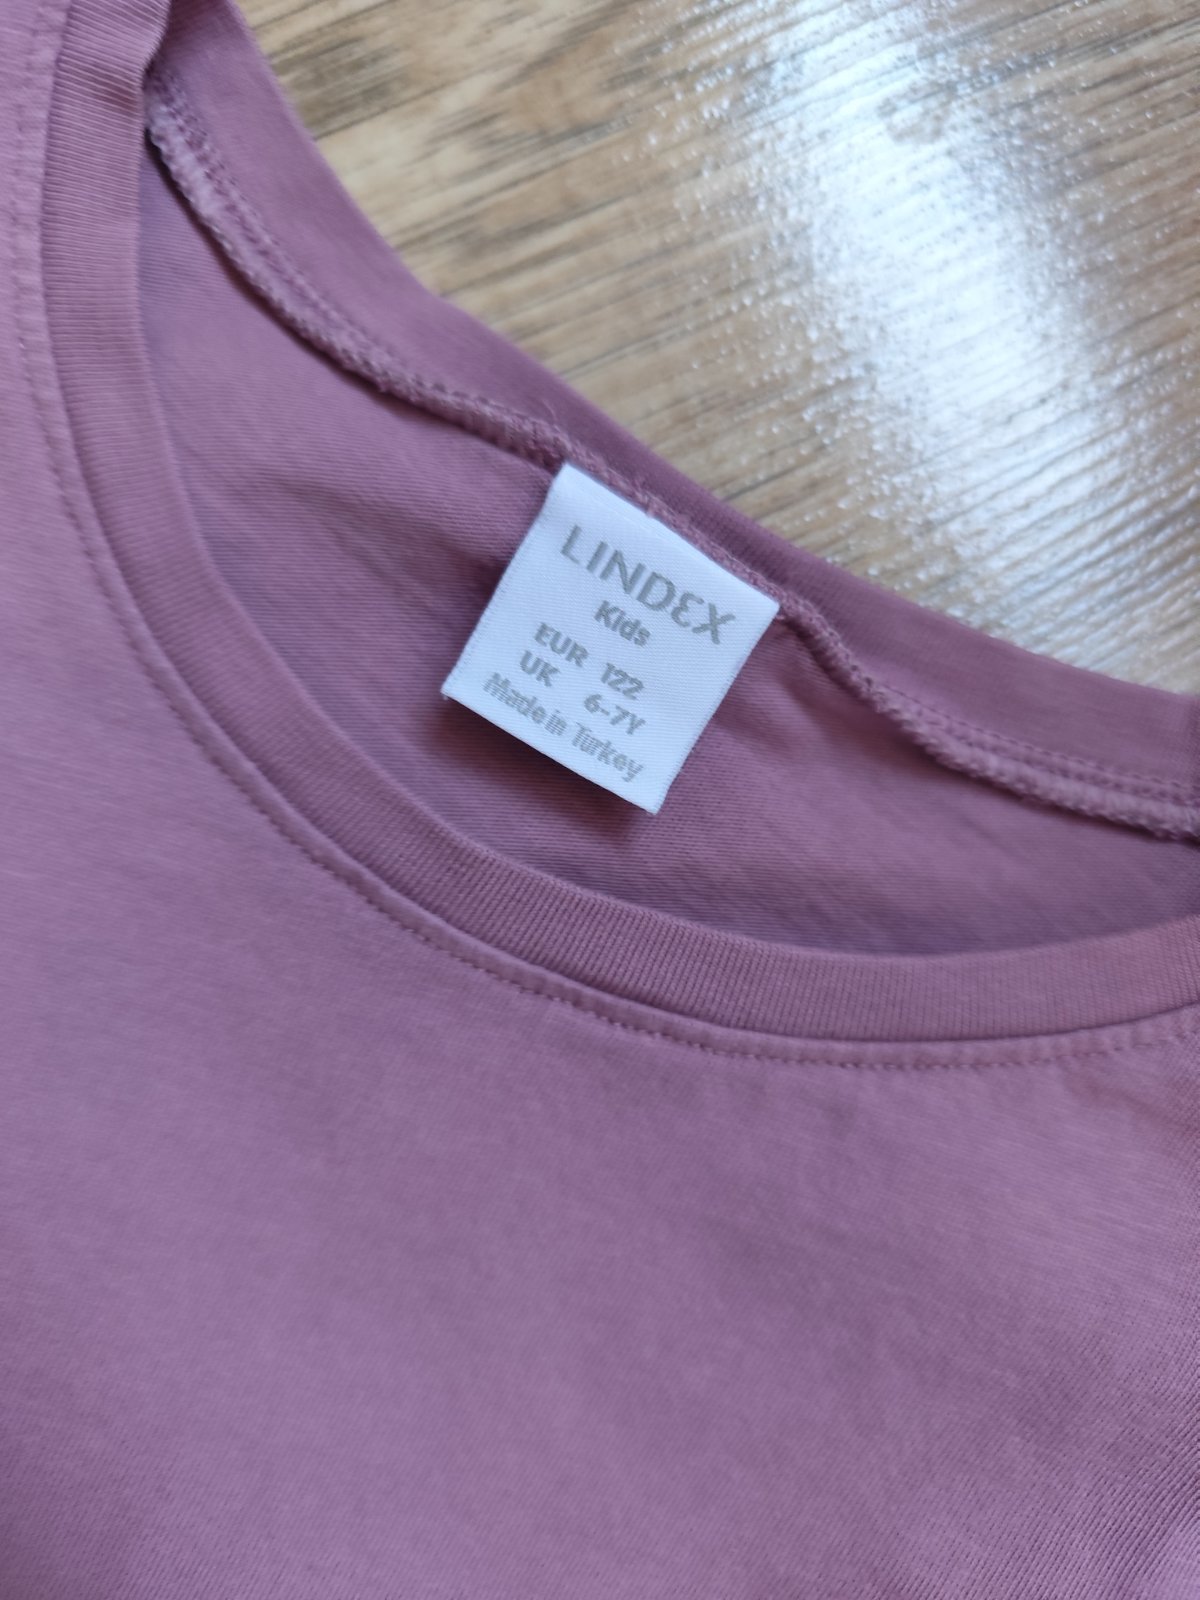 LINDEX
Kids
EUR 122
UK 6-7Y
Made in Turkey